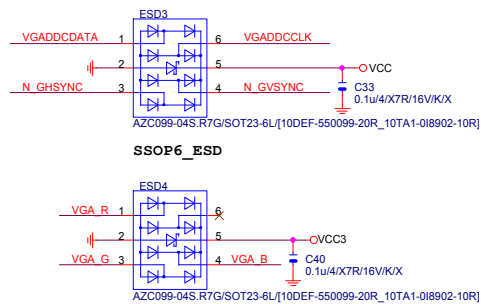 ESD3
VGADDCDATA 1 6 VGADDCCLK
2 5 VCC
N_GHSYNC 3 4 N_GVSYNC
C33
0.1u/4/X7R/16V/K/X
AZC099-04S.R7G/SOT23-6L/[10DEF-550099-20R_10TA1-0I8902-10R]
SSOP6_ESD
ESD4
VGA_R 1 6
2 5 VCC3
VGA_G 3 4 VGA_B
C40
0.1u/4/X7R/16V/K/X
AZC099-04S.R7G/SOT23-6L/[10DEF-550099-20R_10TA1-0I8902-10R]